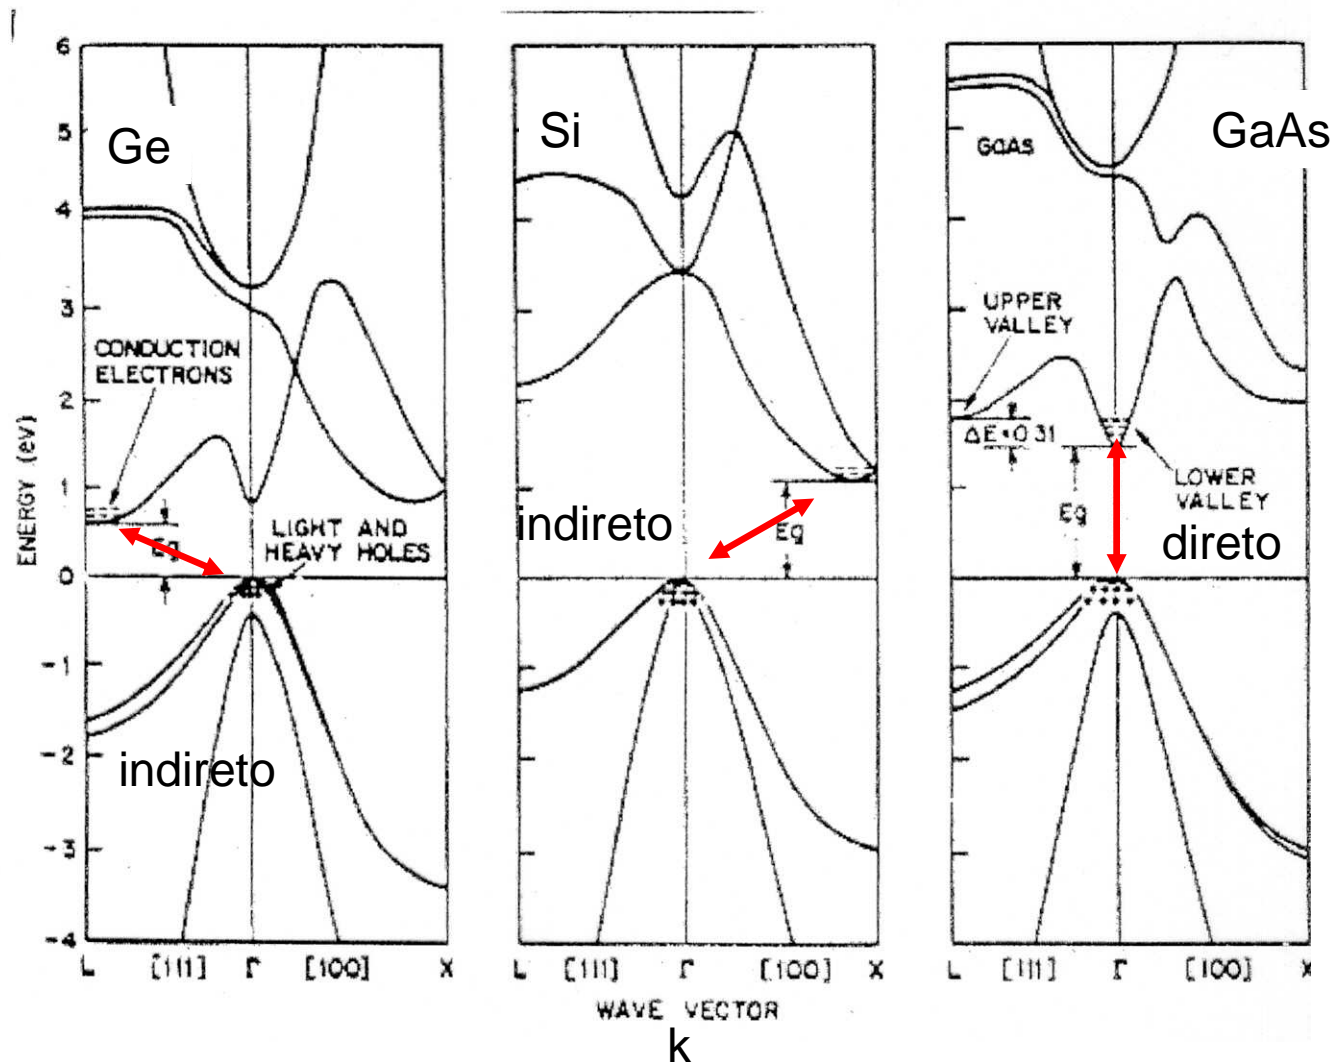 Ge
Si
GaAs
GaAs
6
5
4
3
2
1
0
-1
-2
-3
-4
ENERGY (eV)
CONDUCTION
ELECTRONS
Eg
LIGHT AND
HEAVY HOLES
indireto
indireto
Eg
UPPER
VALLEY
ΔE=0.31
LOWER
VALLEY
Eg
direto
L [111] Γ [100] X
L [111] Γ [100] X
L [111] Γ [100] X
WAVE VECTOR
k